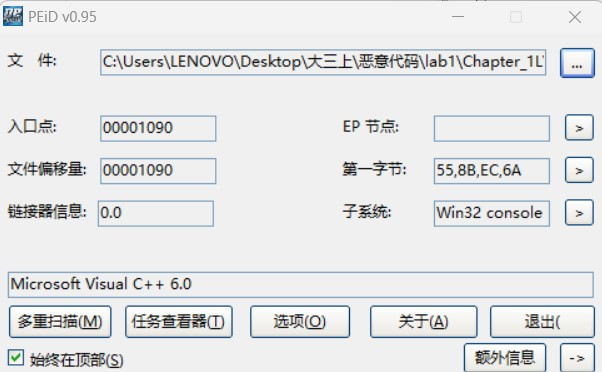 PEiD v0.95
文 件: C:\Users\LENOVO\Desktop\大三上\恶意代码\lab1\Chapter_1L ...
入口点: 00001090 EP 节点: >
文件偏移量: 00001090 第一字节: 55,8B,EC,6A >
链接器信息: 0.0 子系统: Win32 console >
Microsoft Visual C++ 6.0
多重扫描(M) 任务查看器(T) 选项(O) 关于(A) 退出(
始终在顶部(S) 额外信息 ->